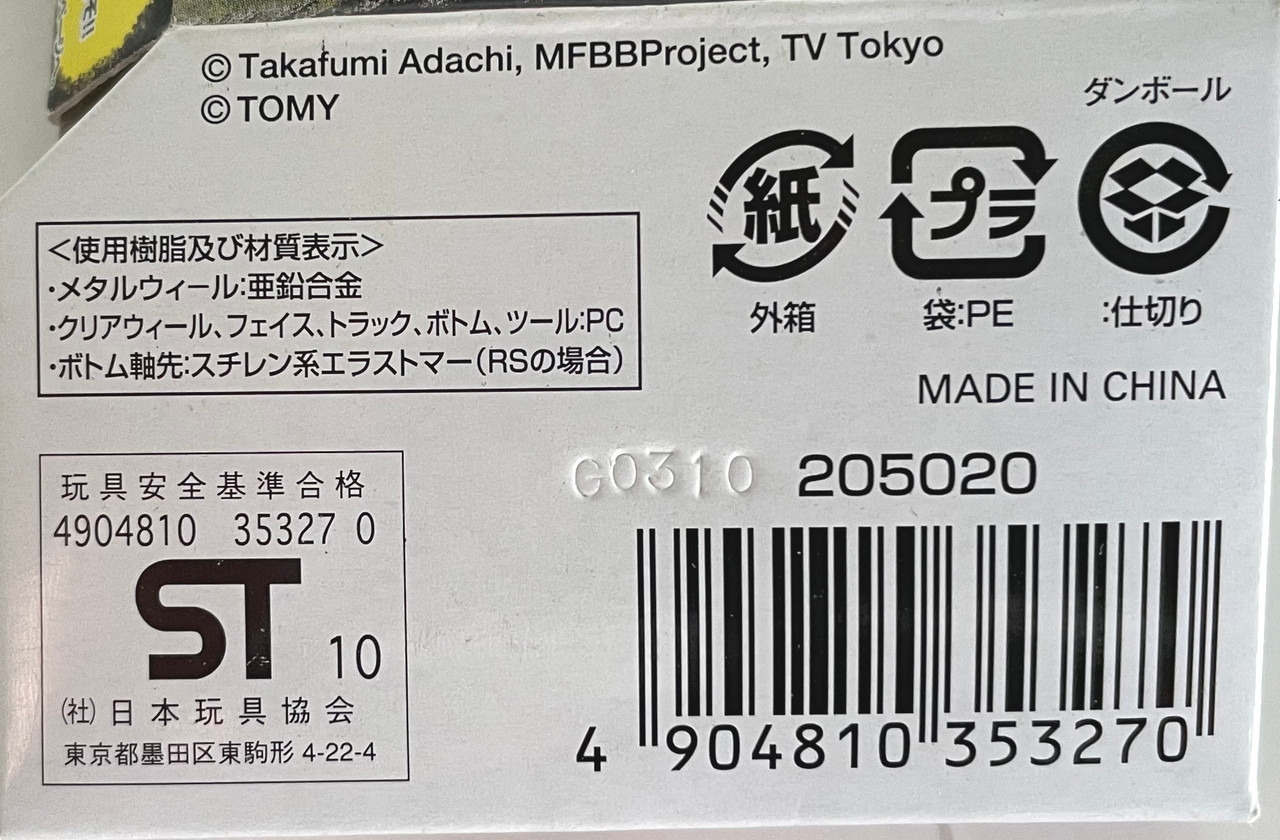 ©Takafumi Adachi, MFBBProject, TV Tokyo
©TOMY
ダンボール
紙
プラ
外箱
袋:PE
:仕切り
MADE IN CHINA
<使用樹脂及び材質表示>
・メタルウィール:亜鉛合金
・クリアウィール、フェイス、トラック、ボトム、ツール:PC
・ボトム軸先:スチレン系エラストマー(RSの場合)
玩具安全基準合格
4904810 35327 0
ST 10
(社)日本玩具協会
東京都墨田区東駒形 4-22-4
G0310 205020
4 904810 353270